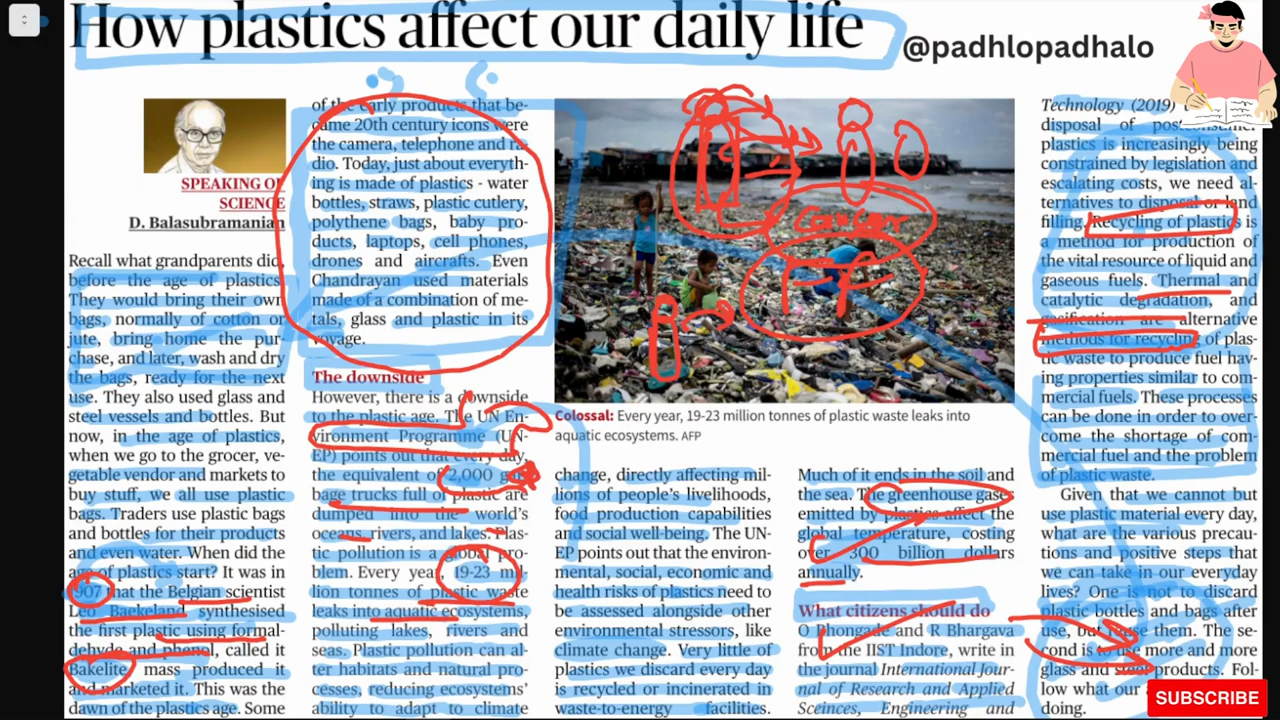 How plastics affect our daily life
@padhlopadhalo
SPEAKING OF
SCIENCE
D. Balasubramanian
Recall what grandparents did,
before the age of plastics.
They would bring their own
bags, normally of cotton or
jute, bring home the pur-
chase, and later, wash and dry
the bags, ready for the next
use. They also used glass and
steel vessels and bottles. But
now, in the age of plastics,
when we go to the grocer, ve-
getable vendor and markets to
buy stuff, we all use plastic
bags. Traders use plastic bags
and bottles for their products
and even water. When did the
age of plastics start? It was in
1907 that the Belgian scientist
Leo Baekeland synthesised
the first plastic using formal-
dehyde and phenol, called it
Bakelite, mass produced it
and marketed it. This was the
dawn of the plastics age. Some
of the early products that be-
came 20th century icons were
the camera, telephone and ra-
dio. Today, just about everyth-
ing is made of plastics - water
bottles, straws, plastic cutlery,
polythene bags, baby pro-
ducts, laptops, cell phones,
drones and aircrafts. Even
Chandrayan used materials
made of a combination of me-
tals, glass and plastic in its
voyage.
The downside
However, there is a downside
to the plastic age. The UN En-
vironment Programme (UN-
EP) points out that every day,
the equivalent of 2,000 gar-
bage trucks full of plastic are
dumped into the world's
oceans, rivers, and lakes. Plas-
tic pollution is a global pro-
blem. Every year, 19-23 mil-
lion tonnes of plastic waste
leaks into aquatic ecosystems,
polluting lakes, rivers and
seas. Plastic pollution can al-
ter habitats and natural pro-
cesses, reducing ecosystems'
ability to adapt to climate
cancer
Colossal: Every year, 19-23 million tonnes of plastic waste leaks into
aquatic ecosystems. AFP
change, directly affecting mil-
lions of people's livelihoods,
food production capabilities
and social well-being. The UN-
EP points out that the environ-
mental, social, economic and
health risks of plastics need to
be assessed alongside other
environmental stressors, like
climate change. Very little of
plastics we discard every day
is recycled or incinerated in
waste-to-energy facilities.
Much of it ends in the soil and
the sea. The greenhouse gases
emitted by plastics affect the
global temperature, costing
over 300 billion dollars
annually.
What citizens should do
O Phongade and R Bhargava
from the IIST Indore, write in
the journal International Jour-
nal of Research and Applied
Sceinces, Engineering and
Technology (2019)
disposal of post-consumer
plastics is increasingly being
constrained by legislation and
escalating costs, we need al-
ternatives to disposal or land
filling. Recycling of plastics is
a method for production of
the vital resource of liquid and
gaseous fuels. Thermal and
catalytic degradation, and
gasification are alternative
methods for recycling of plas-
tic waste to produce fuel hav-
ing properties similar to com-
mercial fuels. These processes
can be done in order to over-
come the shortage of com-
mercial fuel and the problem
of plastic waste.
Given that we cannot but
use plastic material every day,
what are the various precau-
tions and positive steps that
we can take in our everyday
lives? One is not to discard
plastic bottles and bags after
use, but reuse them. The se-
cond is to use more and more
glass and steel products. Fol-
low what our
doing.
SUBSCRIBE